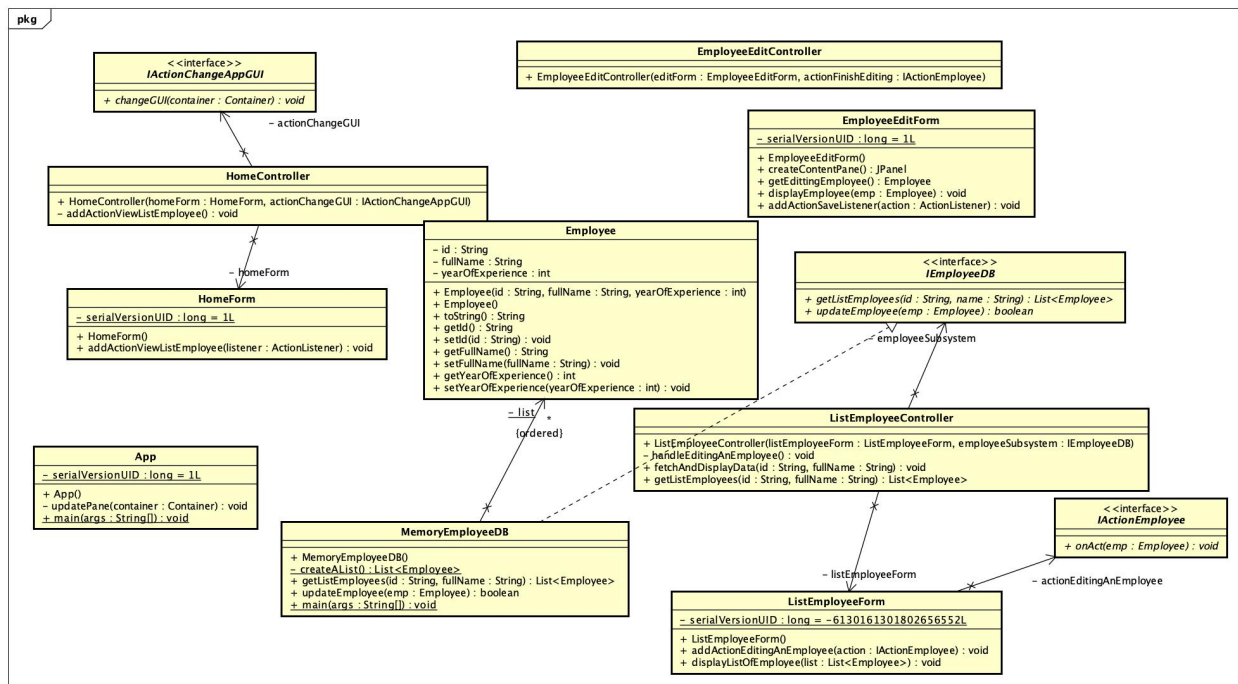 pkg
<<interface>>
IActionChangeAppGUI
+ changeGUI(container : Container) : void
- actionChangeGUI
EmployeeEditController
+ EmployeeEditController(editForm : EmployeeEditForm, actionFinishEditing : IActionEmployee)
EmployeeEditForm
- serialVersionUID : long = 1L
+ EmployeeEditForm()
+ createContentPane() : JPanel
+ getEdittingEmployee() : Employee
+ displayEmployee(emp : Employee) : void
+ addActionSaveListener(action : ActionListener) : void
HomeController
+ HomeController(homeForm : HomeForm, actionChangeGUI : IActionChangeAppGUI)
- addActionViewListEmployee() : void
- homeForm
HomeForm
- serialVersionUID : long = 1L
+ HomeForm()
+ addActionViewListEmployee(listener : ActionListener) : void
Employee
- id : String
- fullName : String
- yearOfExperience : int
+ Employee(id : String, fullName : String, yearOfExperience : int)
+ Employee()
+ toString() : String
+ getId() : String
+ setId(id : String) : void
+ getFullName() : String
+ setFullName(fullName : String) : void
+ getYearOfExperience() : int
+ setYearOfExperience(yearOfExperience : int) : void
<<interface>>
IEmployeeDB
+ getListEmployees(id : String, name : String) : List<Employee>
+ updateEmployee(emp : Employee) : boolean
- employeeSubsystem
- list
*
{ordered}
ListEmployeeController
+ ListEmployeeController(listEmployeeForm : ListEmployeeForm, employeeSubsystem : IEmployeeDB)
- handleEditingAnEmployee() : void
+ fetchAndDisplayData(id : String, fullName : String) : void
+ getListEmployees(id : String, fullName : String) : List<Employee>
App
- serialVersionUID : long = 1L
+ App()
- updatePane(container : Container) : void
+ main(args : String[]) : void
MemoryEmployeeDB
+ MemoryEmployeeDB()
- createAList() : List<Employee>
+ getListEmployees(id : String, fullName : String) : List<Employee>
+ updateEmployee(emp : Employee) : boolean
+ main(args : String[]) : void
<<interface>>
IActionEmployee
+ onAct(emp : Employee) : void
- listEmployeeForm
- actionEditingAnEmployee
ListEmployeeForm
- serialVersionUID : long = -6130161301802656552L
+ ListEmployeeForm()
+ addActionEditingAnEmployee(action : IActionEmployee) : void
+ displayListOfEmployee(list : List<Employee>) : void